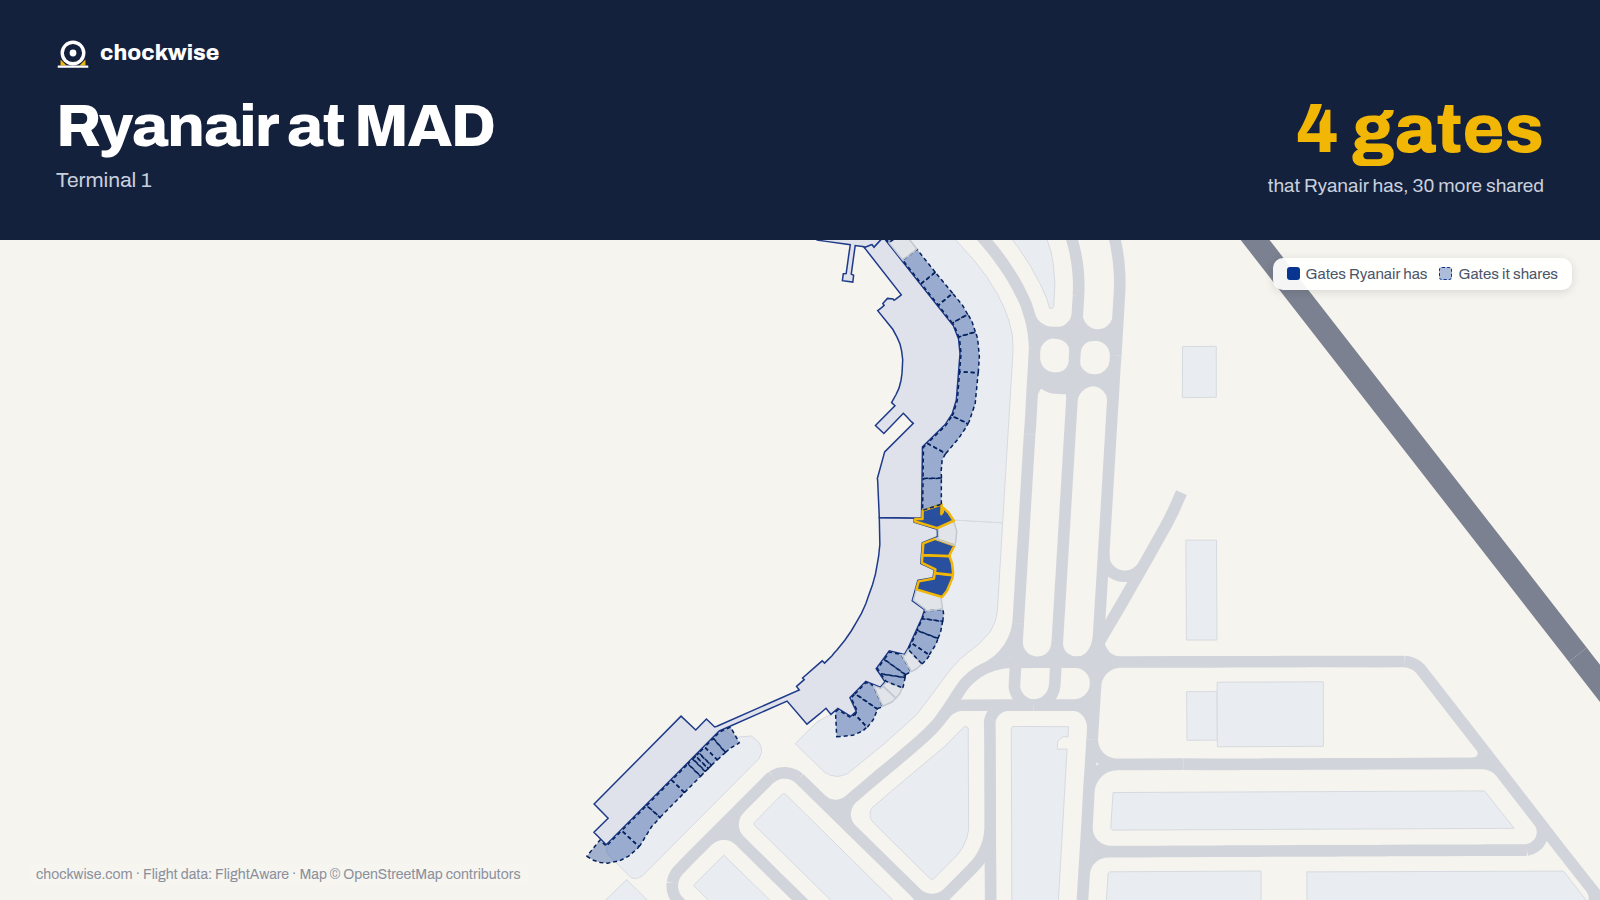 chockwise
Ryanair at MAD
Terminal 1
4 gates
that Ryanair has, 30 more shared
Gates Ryanair has
Gates it shares
chockwise.com · Flight data: FlightAware · Map © OpenStreetMap contributors